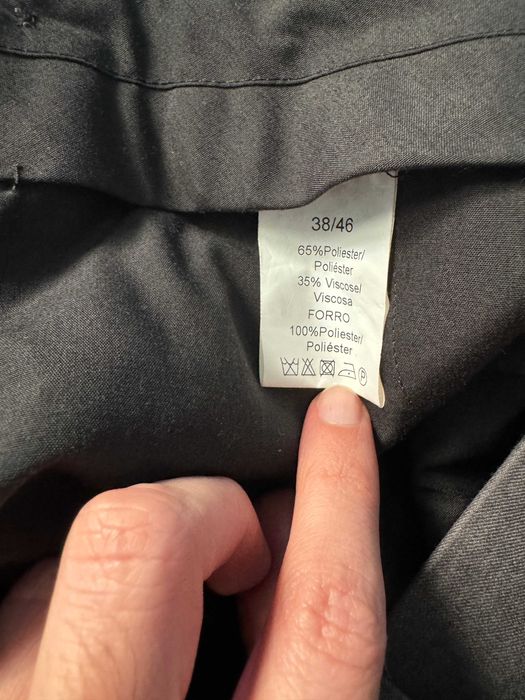 38/46
65%Poliester/
Poliéster
35% Viscose/
Viscosa
FORRO
100%Poliester/
Poliéster
P